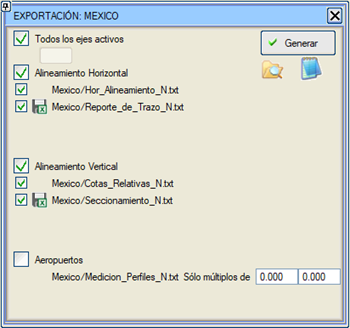 EXPORTACIÓN: MEXICO
Todos los ejes activos
Generar
Alineamiento Horizontal
Mexico/Hor_Alineamiento_N.txt
Mexico/Reporte_de_Trazo_N.txt
Alineamiento Vertical
Mexico/Cotas_Relativas_N.txt
Mexico/Seccionamiento_N.txt
Aeropuertos
Mexico/Medicion_Perfiles_N.txt Sólo múltiplos de 0.000 0.000